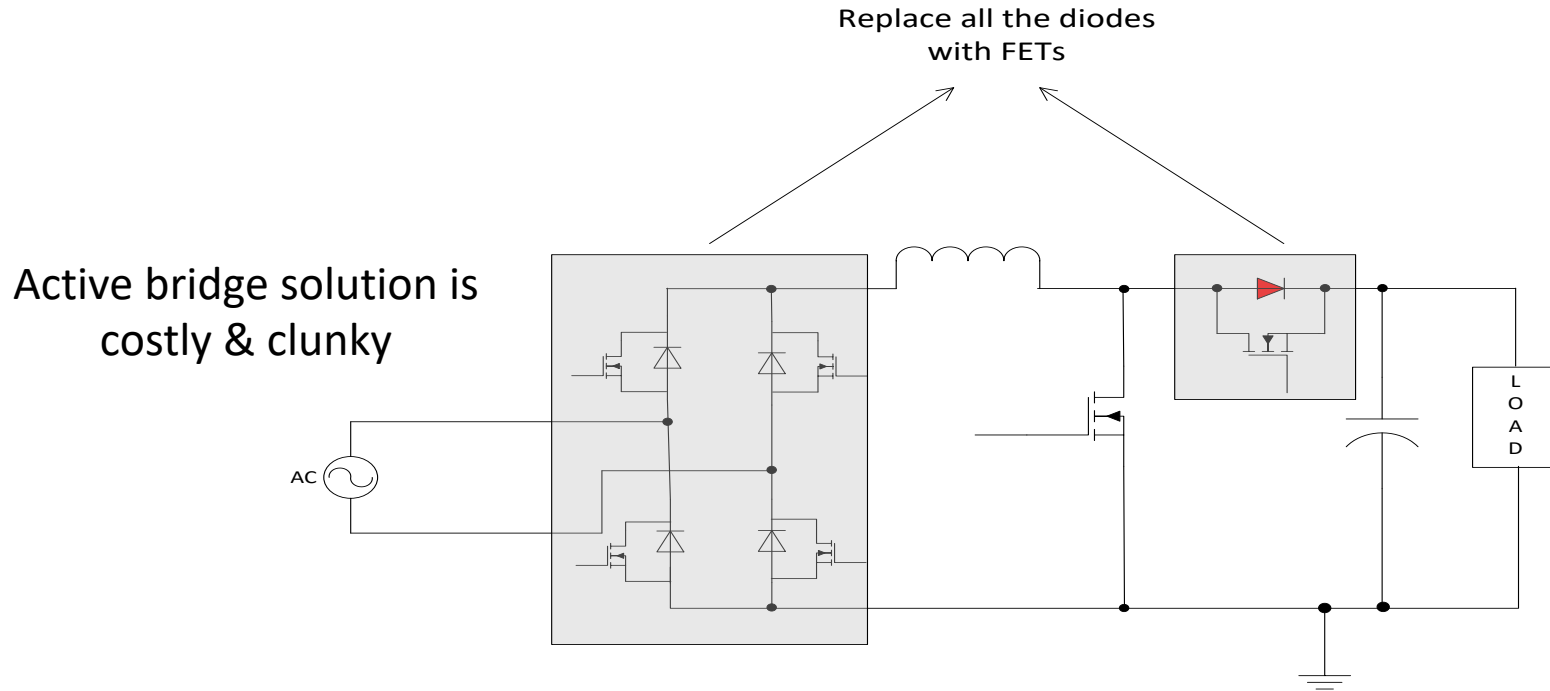 Replace all the diodes
with FETs
Active bridge solution is
costly & clunky
AC
L
O
A
D